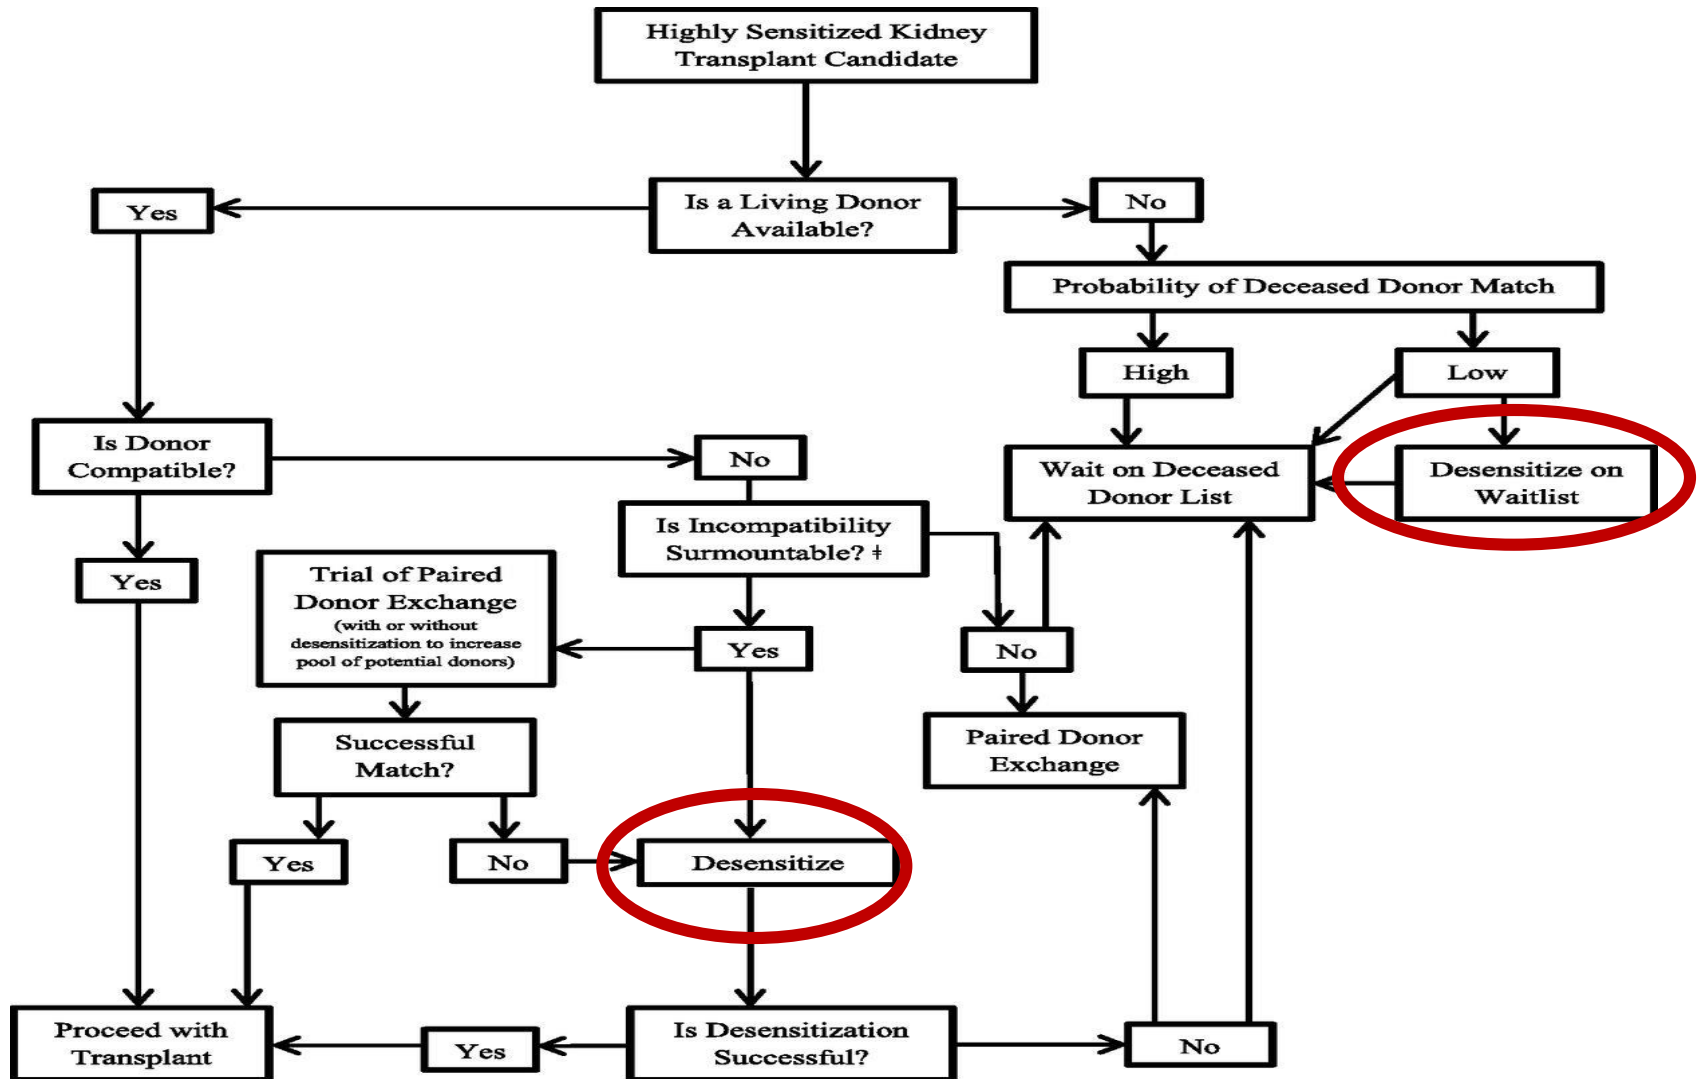 Highly Sensitized Kidney
Transplant Candidate
Yes
Is a Living Donor
Available?
No
Probability of Deceased Donor Match
High
Low
Is Donor
Compatible?
No
Wait on Deceased
Donor List
Desensitize on
Waitlist
Is Incompatibility
Surmountable? ǂ
Yes
Trial of Paired
Donor Exchange
(with or without
desensitization to increase
pool of potential donors)
Yes
No
Successful
Match?
Paired Donor
Exchange
Yes
No
Desensitize
Proceed with
Transplant
Yes
Is Desensitization
Successful?
No